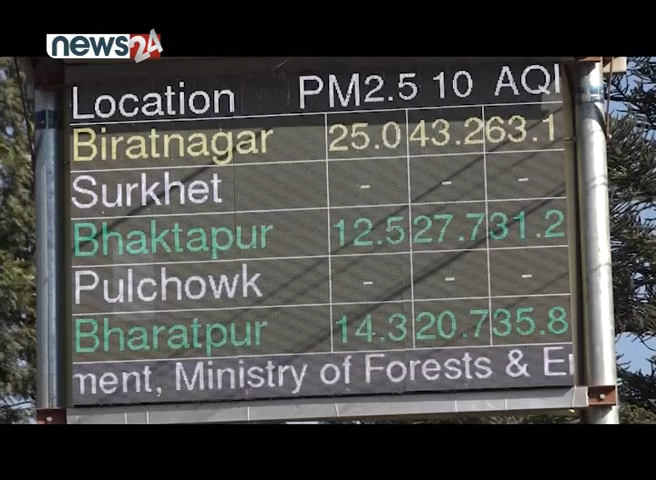 news24
Location PM2.5 10 AQI
Biratnagar 25.0 43.2 63.1
Surkhet - - -
Bhaktapur 12.5 27.7 31.2
Pulchowk - - -
Bharatpur 14.3 20.7 35.8
ment, Ministry of Forests & E